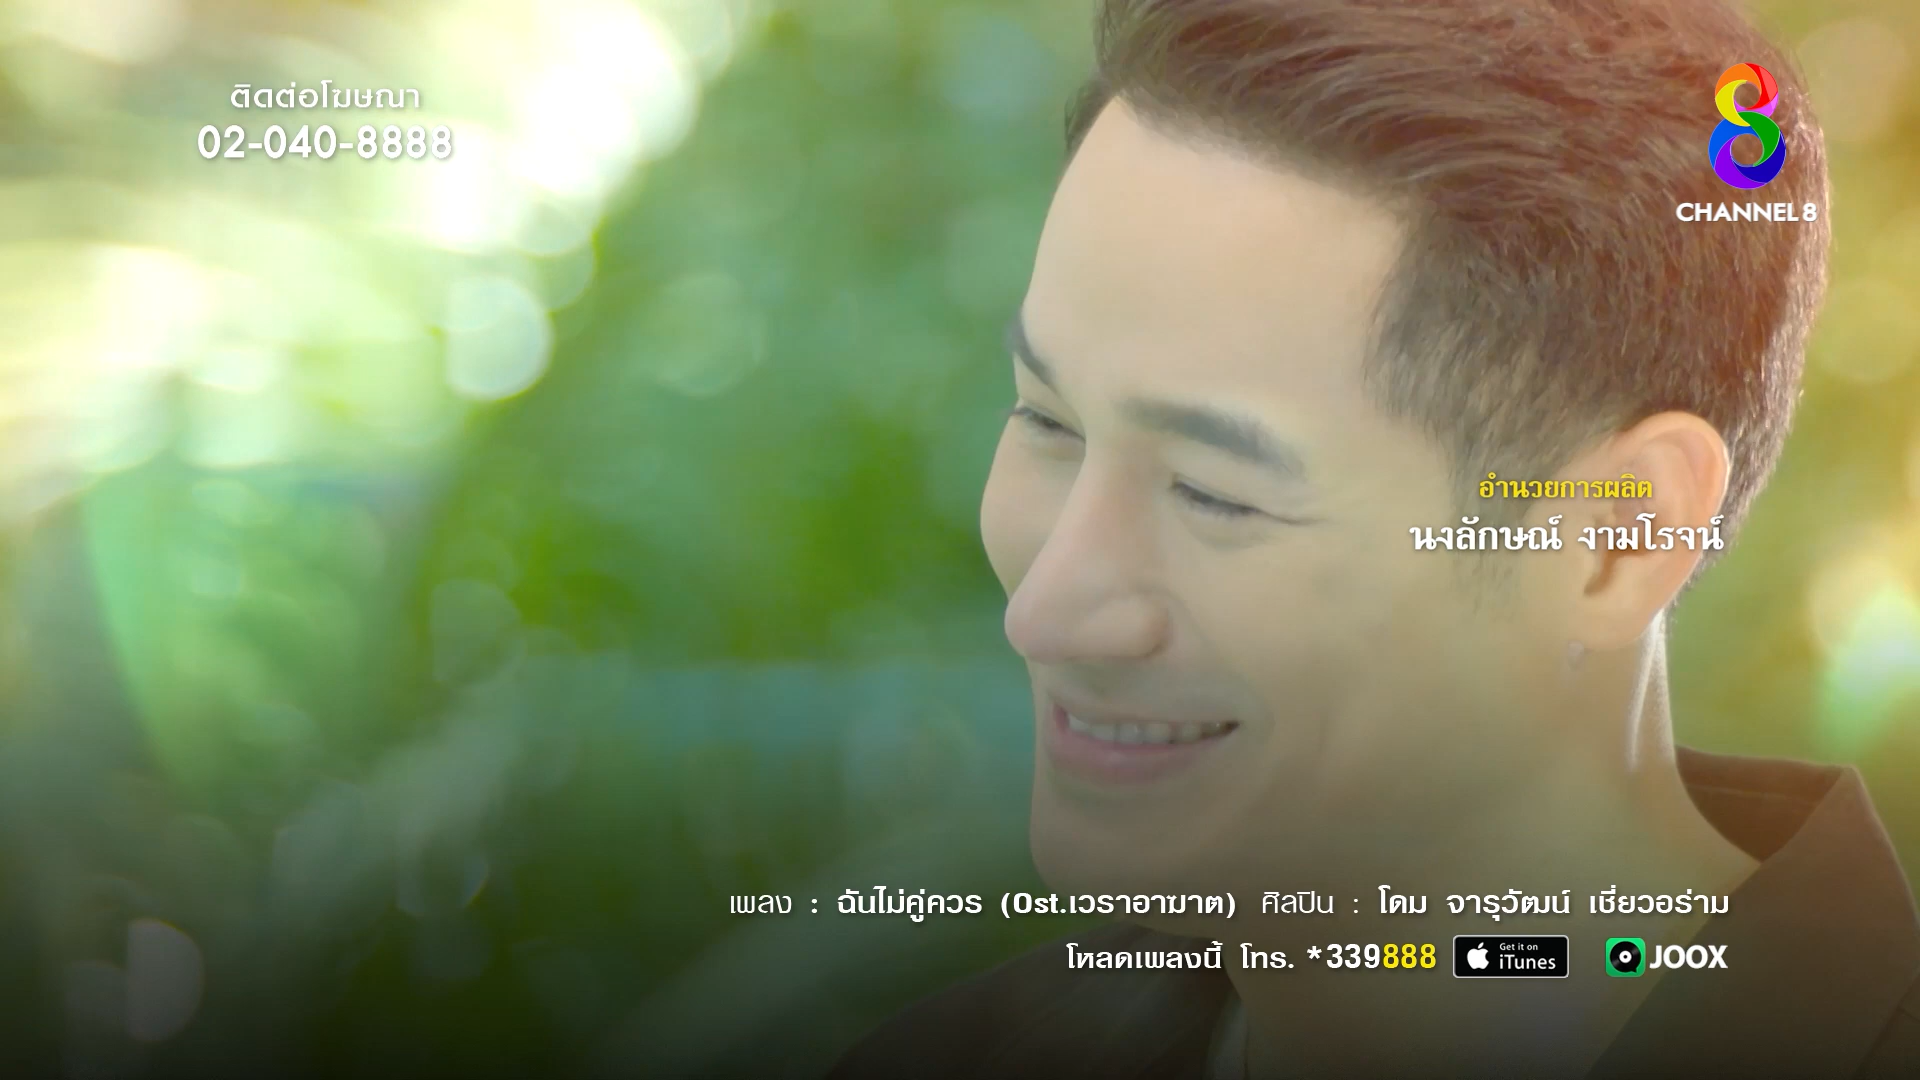 ติดต่อโฆษณา
02-040-8888
CHANNEL 8
อำนวยการผลิต
นงลักษณ์ งามโรจน์
เพลง : ฉันไม่คู่ควร (Ost.เวราอาฆาต) ศิลปิน : โดม จารุวัฒน์ เชี่ยวอร่าม
โหลดเพลงนี้ โทร. *339888 Get it on iTunes JOOX